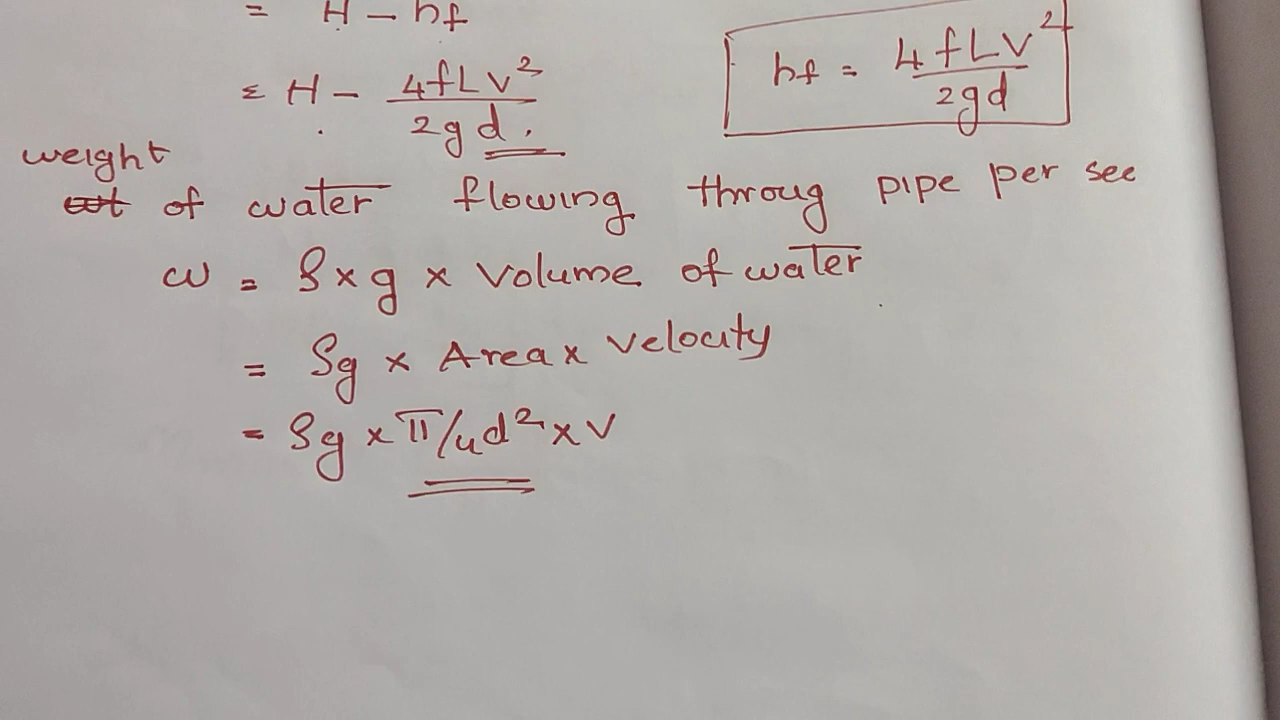 = H - hf
= H - 4fLv²/2gd.
hf = 4fLv²/2gd
weight
of water flowing throug pipe per sec
ω = ρ×g × volume of water
= ρg × Area × velocity
= ρg × π/4d² × v